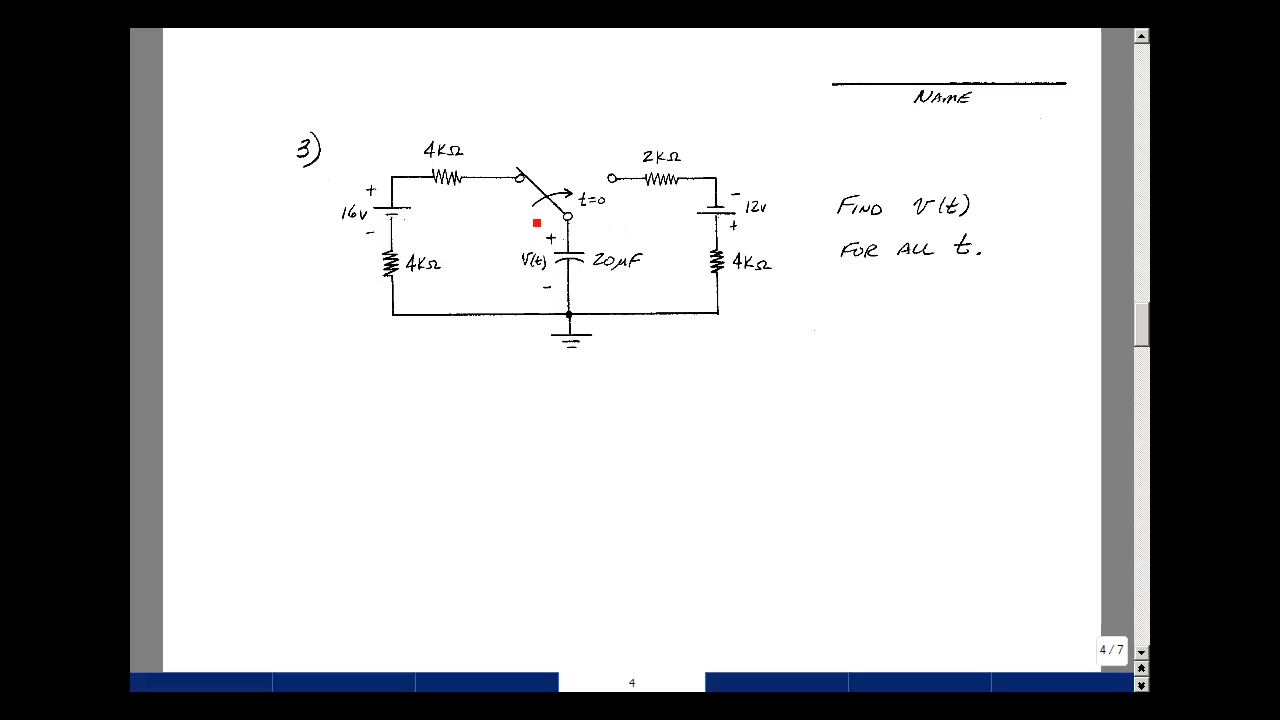 NAME
3)
4KΩ
2KΩ
+
-
t=0
16v
12v
FIND v(t)
-
+
+
4KΩ
v(t)
20μF
4KΩ
FOR ALL t.
-
4/7
4